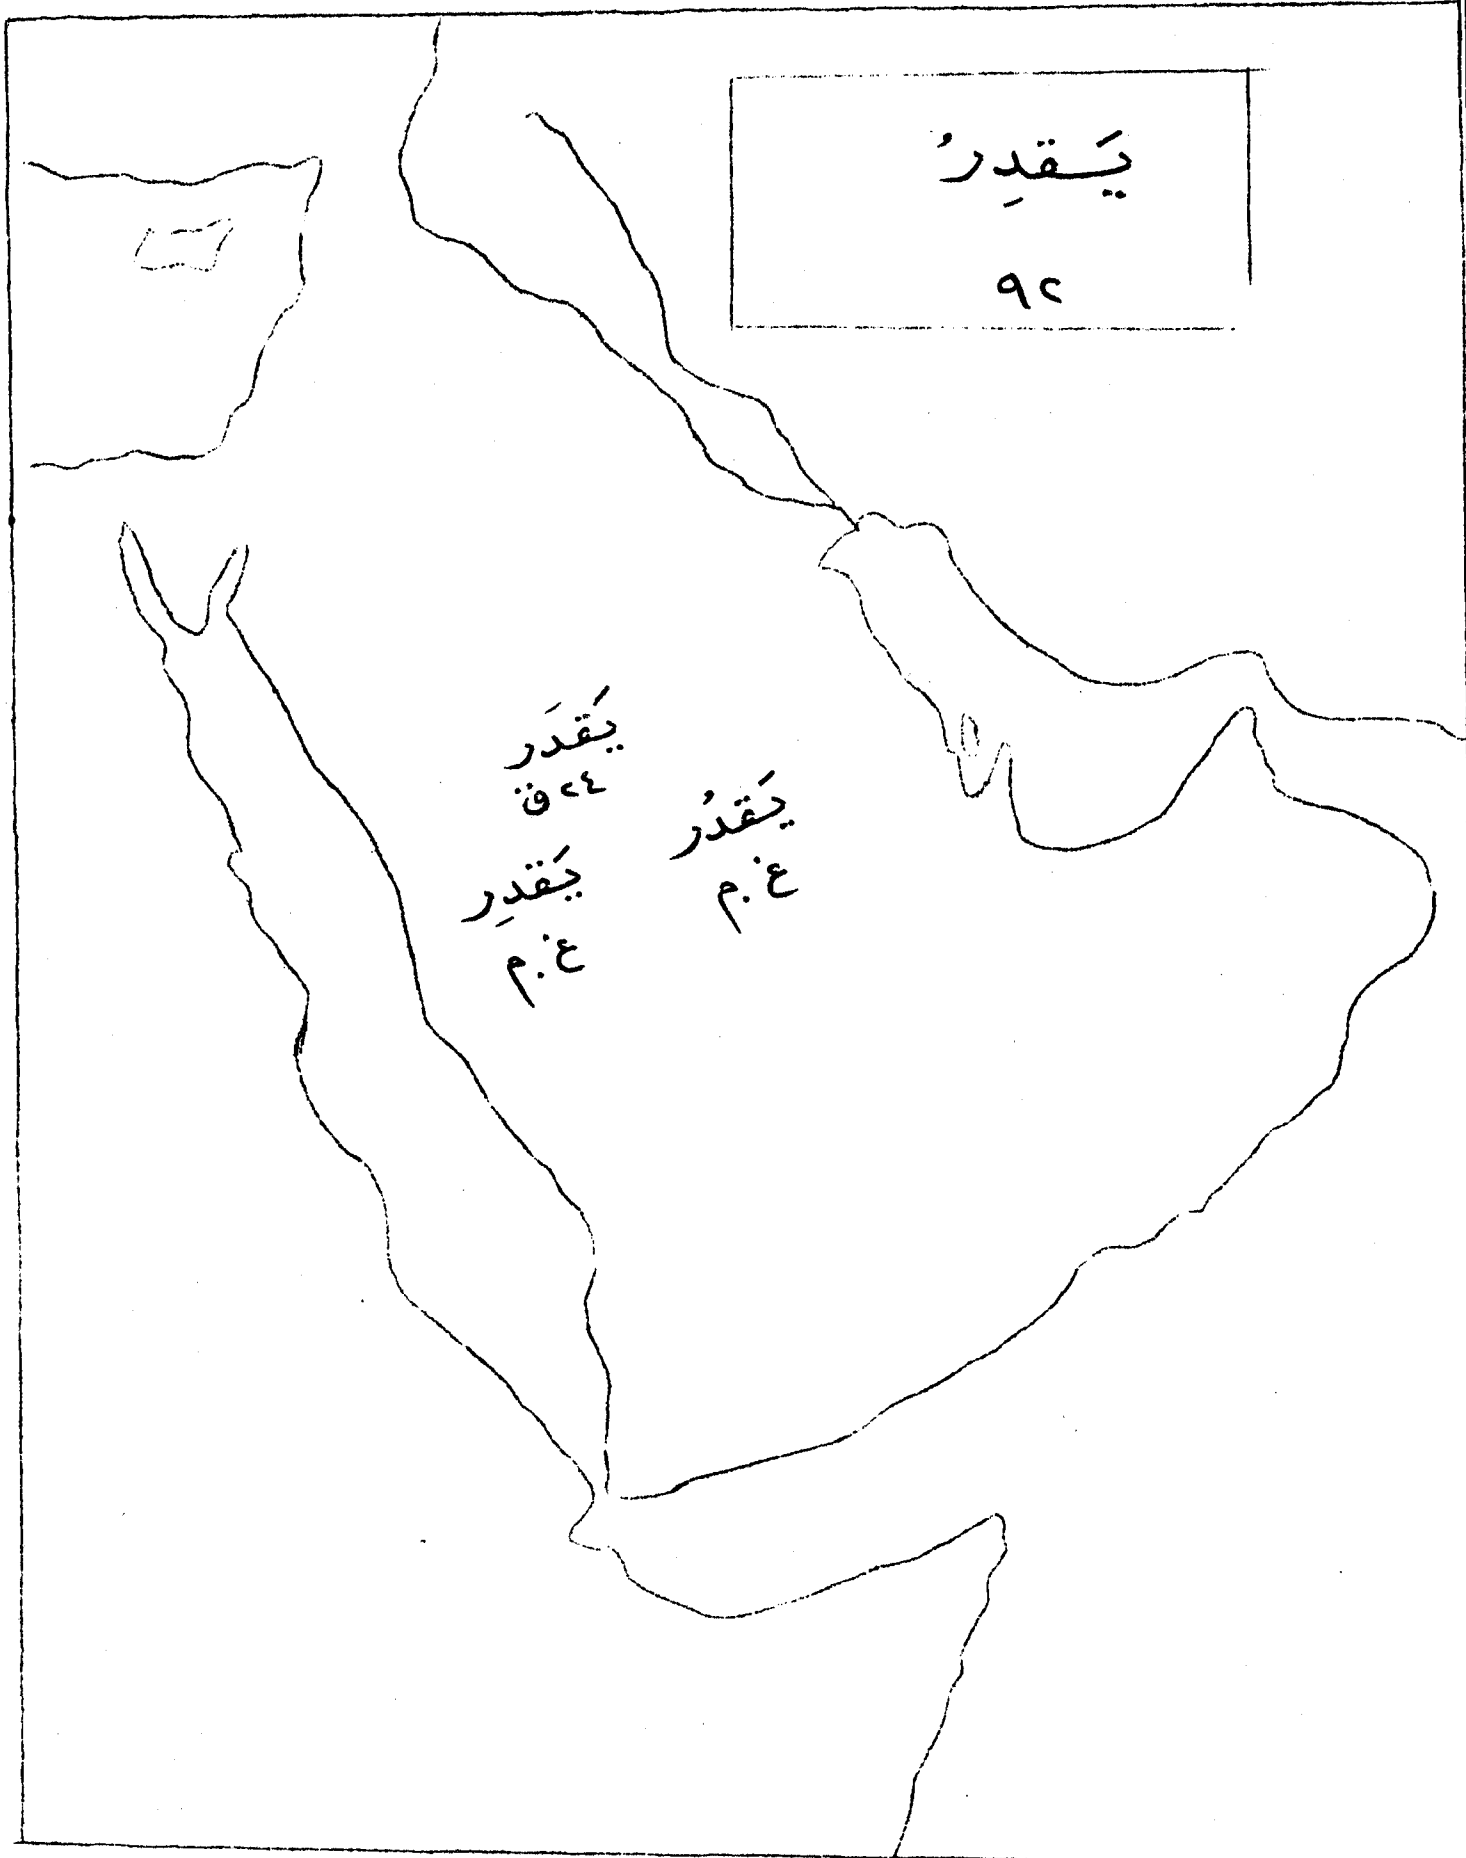 يَقدِرُ
٩٢
يَقدَر
٢٤ ق
يَقدُر
غ.م
يَقدِر
غ.م